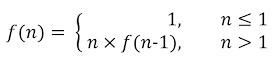 f(n) = { 1, n ≤ 1
n × f(n-1), n > 1